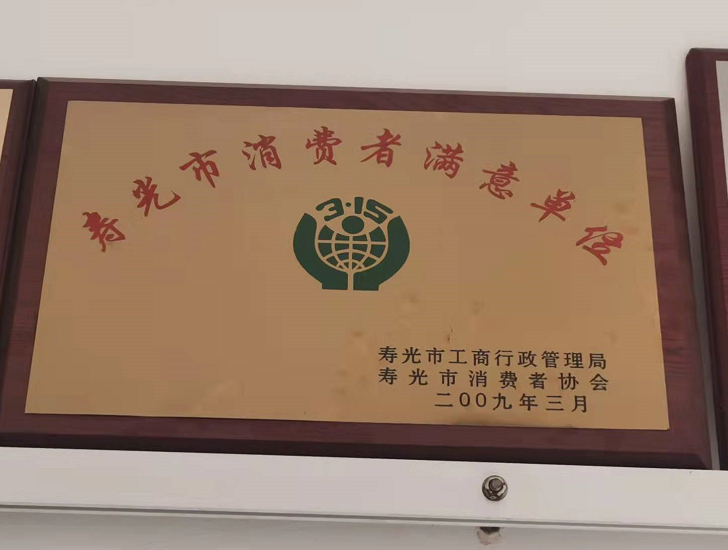 寿光市消费者满意单位
3·15
寿光市工商行政管理局
寿光市消费者协会
二00九年三月